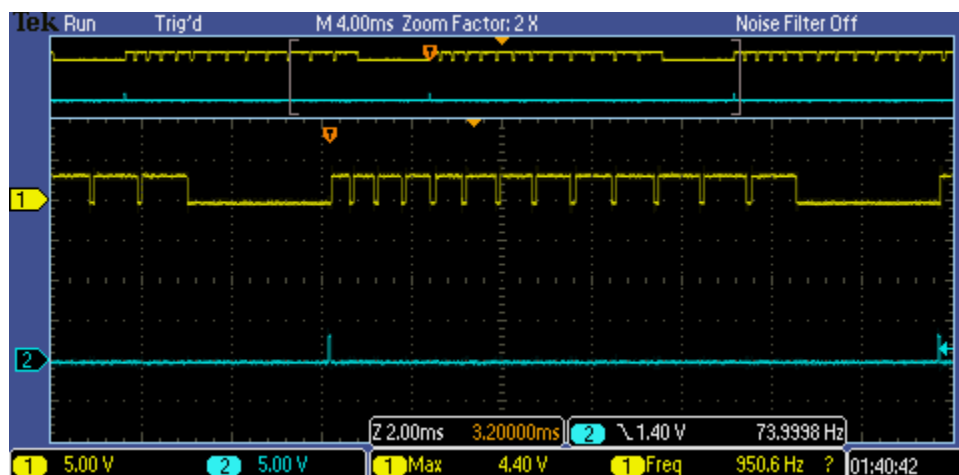 Tek Run Trig'd M 4.00ms Zoom Factor: 2 X Noise Filter Off
T
T
1
2
Z 2.00ms 3.20000ms 2 1.40 V 73.9998 Hz
1 5.00 V 2 5.00 V 1 Max 4.40 V 1 Freq 950.6 Hz ? 01:40:42